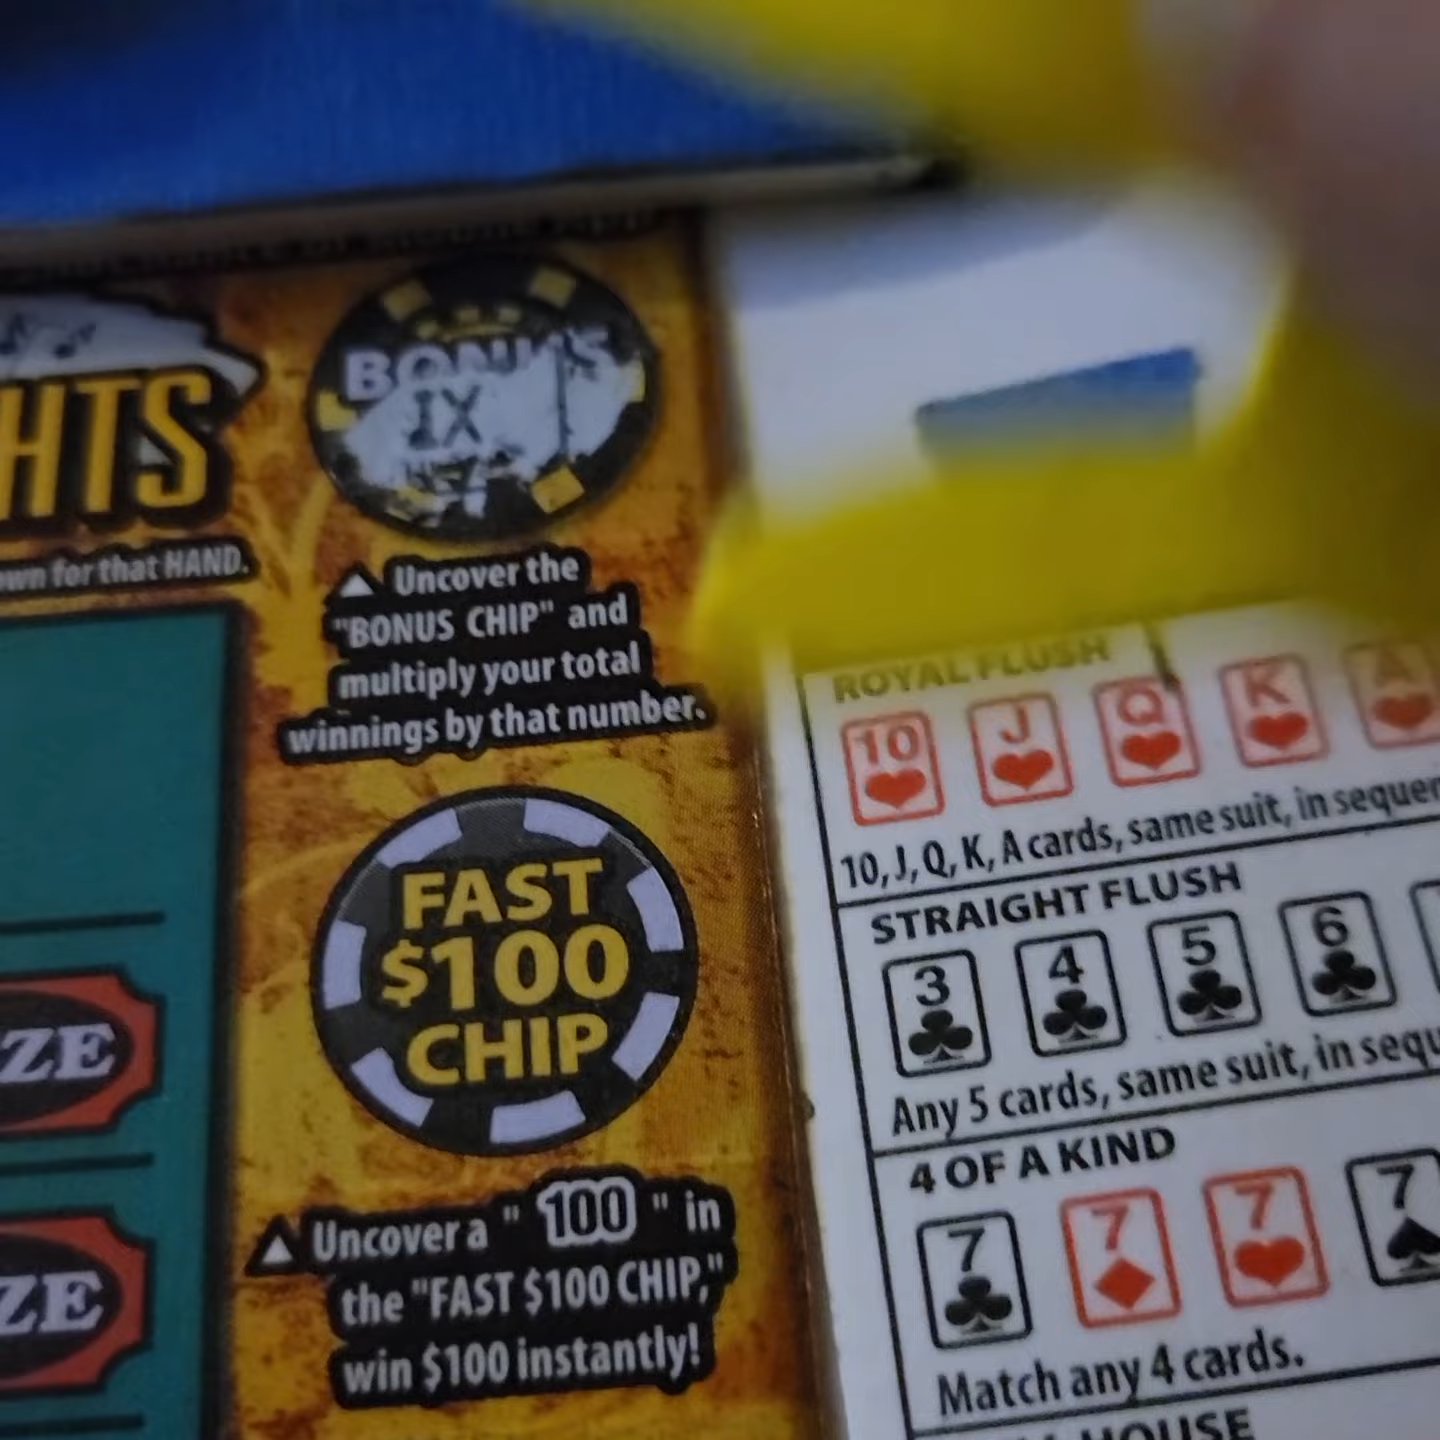 HTS
BONUS
1X
own for that HAND.
Uncover the
"BONUS CHIP" and
multiply your total
winnings by that number.
FAST
$100
CHIP
ZE
Uncover a "100" in
the "FAST $100 CHIP,"
win $100 instantly!
ZE
ROYAL FLUSH
10 J Q K A
10, J, Q, K, A cards, same suit, in sequen
STRAIGHT FLUSH
3 4 5 6
Any 5 cards, same suit, in sequ
4 OF A KIND
7 7 7 7
Match any 4 cards.
HOUSE